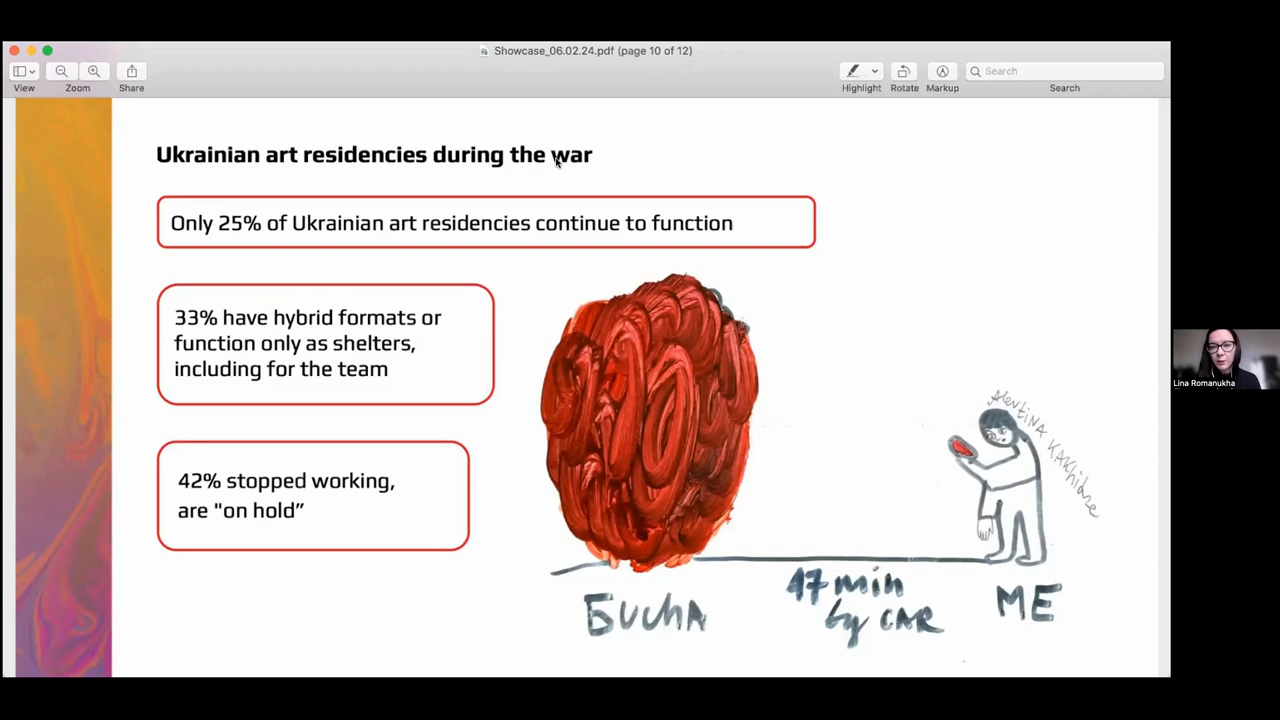 Showcase_06.02.24.pdf (page 10 of 12)
View
Zoom
Share
Highlight
Rotate
Markup
Search
Search
Ukrainian art residencies during the war
Only 25% of Ukrainian art residencies continue to function
33% have hybrid formats or
function only as shelters,
including for the team
42% stopped working,
are "on hold”
AlevtinA KAKhidze
БUChA
47 min
by CAR
ME
Lina Romanukha